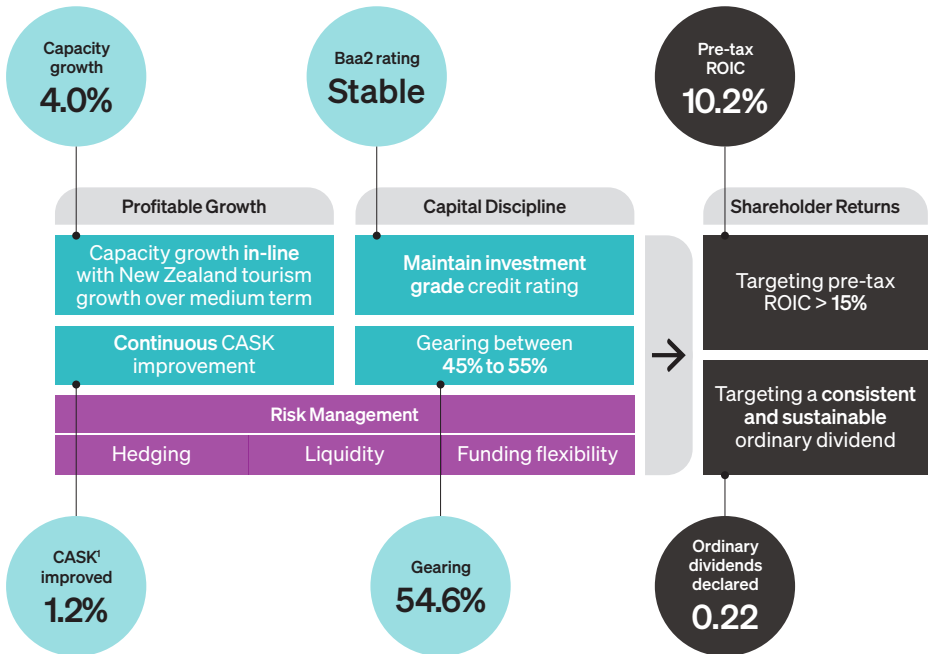 Capacity
growth
4.0%
Baa2 rating
Stable
Pre-tax
ROIC
10.2%
Profitable Growth
Capital Discipline
Shareholder Returns
Capacity growth in-line
with New Zealand tourism
growth over medium term
Maintain investment
grade credit rating
Targeting pre-tax
ROIC > 15%
Continuous CASK
improvement
Gearing between
45% to 55%
Targeting a consistent
and sustainable
ordinary dividend
Risk Management
Hedging
Liquidity
Funding flexibility
CASK¹
improved
1.2%
Gearing
54.6%
Ordinary
dividends
declared
0.22